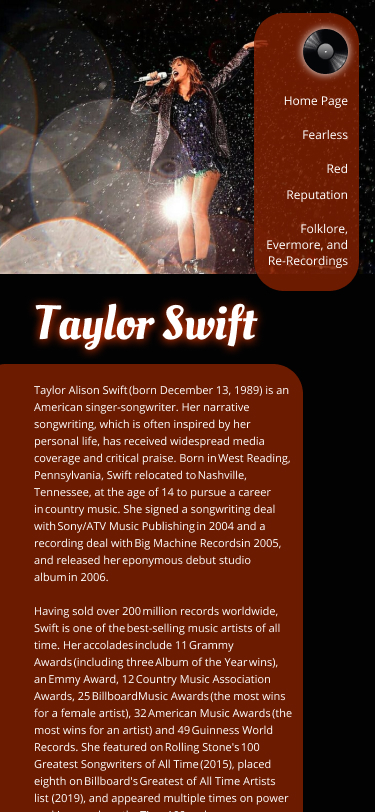 Home Page
Fearless
Red
Reputation
Folklore,
Evermore, and
Re-Recordings
Taylor Swift
Taylor Alison Swift (born December 13, 1989) is an
American singer-songwriter. Her narrative
songwriting, which is often inspired by her
personal life, has received widespread media
coverage and critical praise. Born in West Reading,
Pennsylvania, Swift relocated to Nashville,
Tennessee, at the age of 14 to pursue a career
in country music. She signed a songwriting deal
with Sony/ATV Music Publishing in 2004 and a
recording deal with Big Machine Records in 2005,
and released her eponymous debut studio
album in 2006.
Having sold over 200 million records worldwide,
Swift is one of the best-selling music artists of all
time. Her accolades include 11 Grammy
Awards (including three Album of the Year wins),
an Emmy Award, 12 Country Music Association
Awards, 25 Billboard Music Awards (the most wins
for a female artist), 32 American Music Awards (the
most wins for an artist) and 49 Guinness World
Records. She featured on Rolling Stone's 100
Greatest Songwriters of All Time (2015), placed
eighth on Billboard's Greatest of All Time Artists
list (2019), and appeared multiple times on power